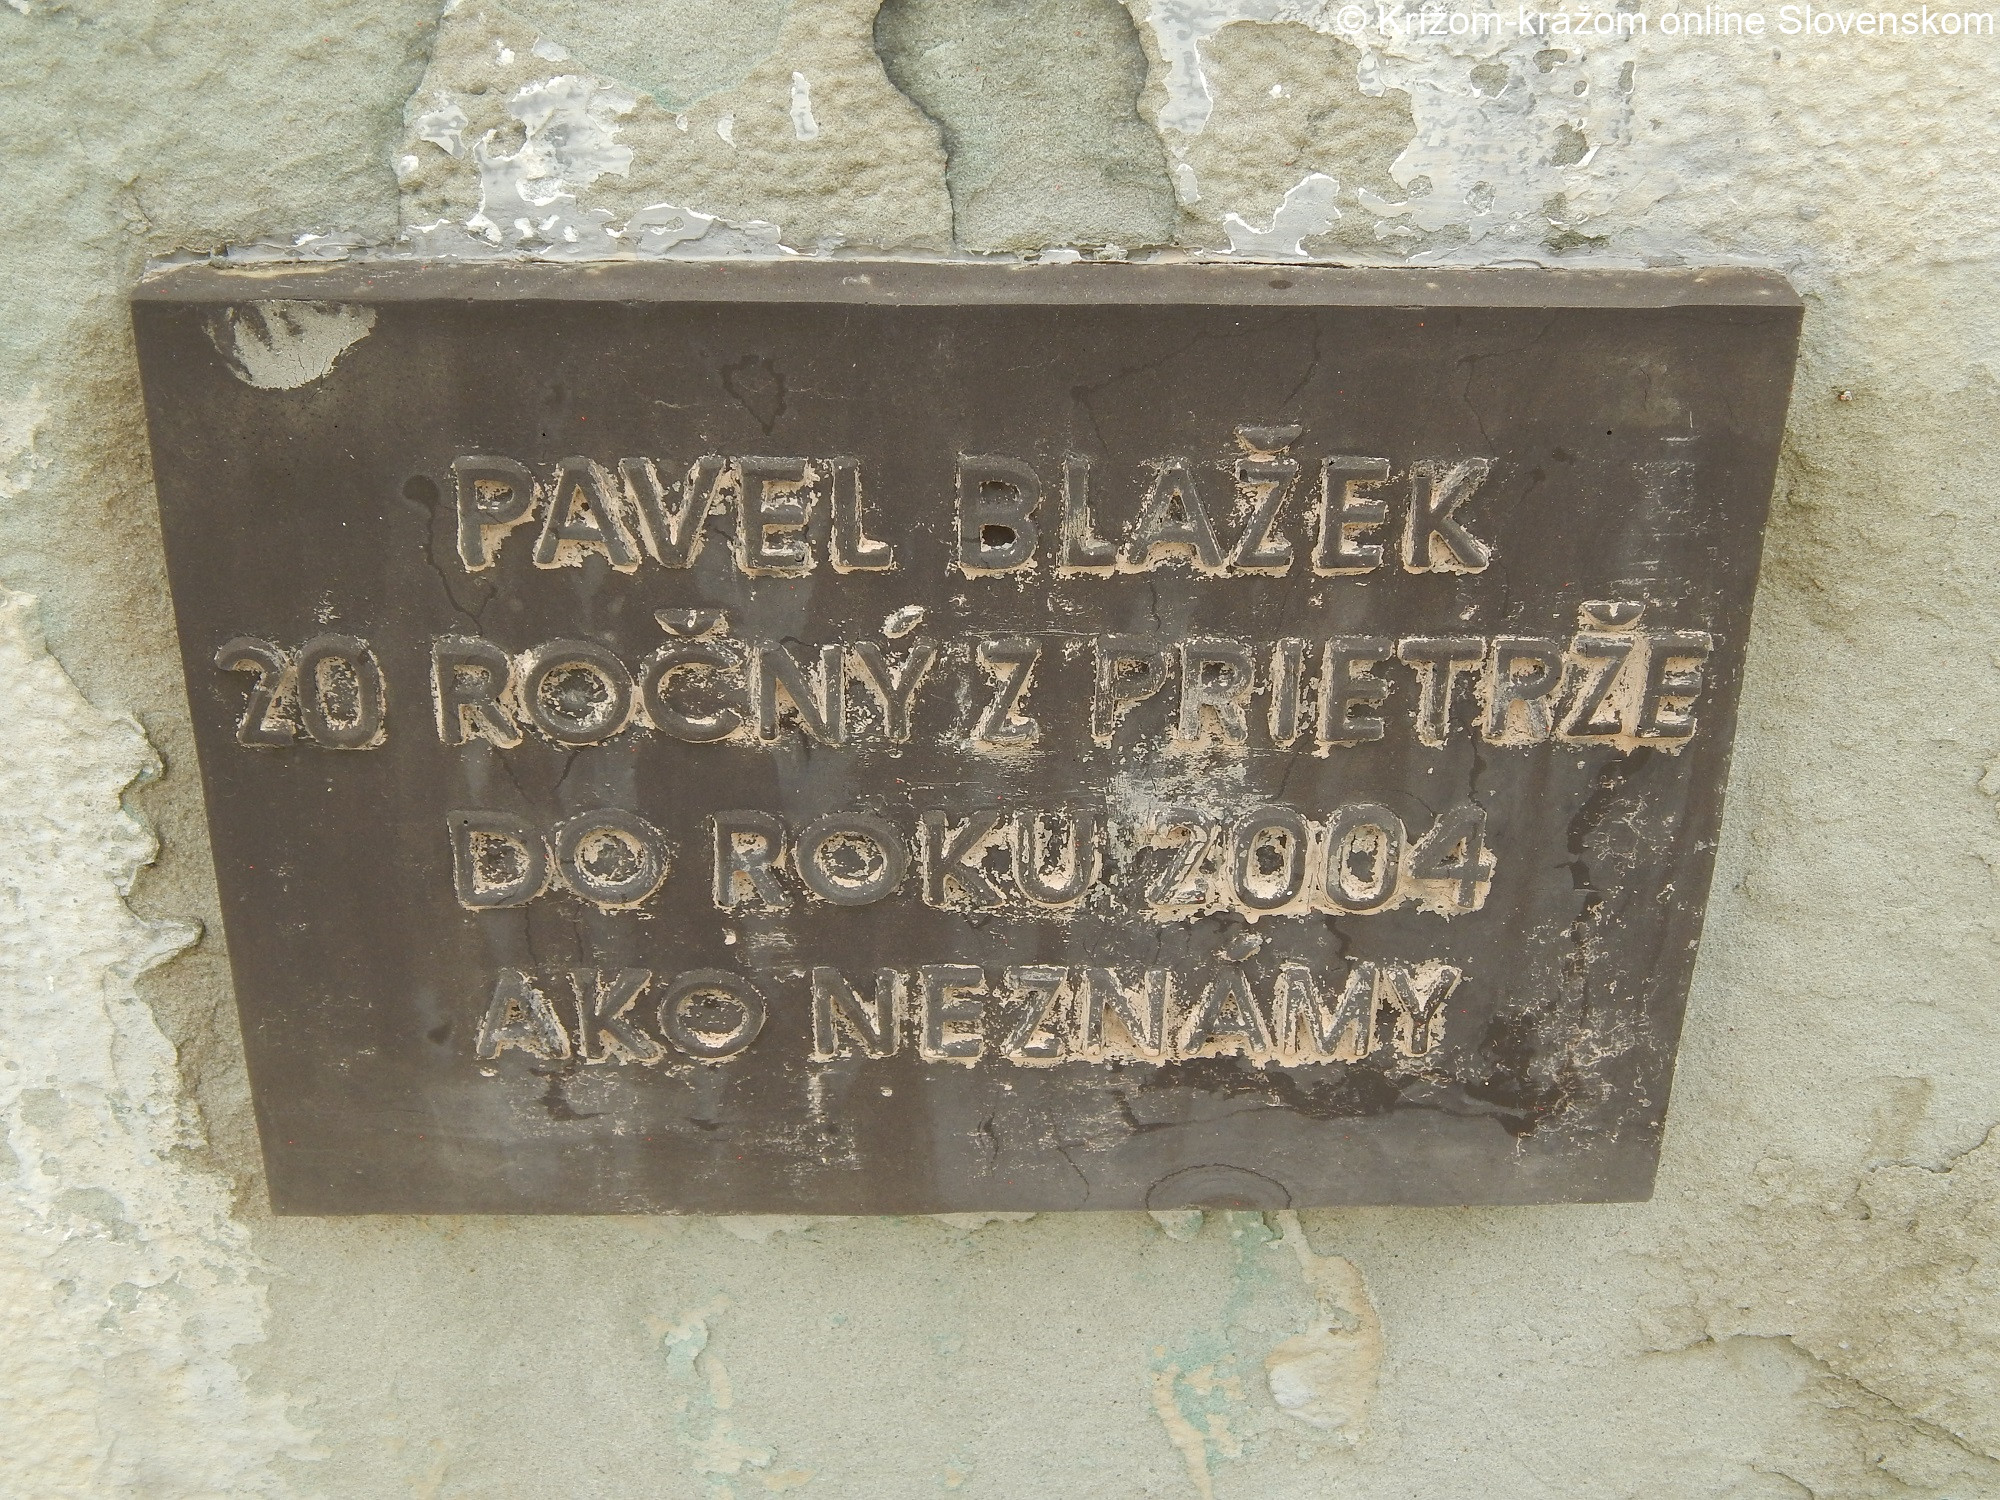 © Krížom-krážom online Slovenskom
PAVEL BLAŽEK
20 ROČNÝ Z PRIETRŽE
DO ROKU 2004
AKO NEZNÁMY